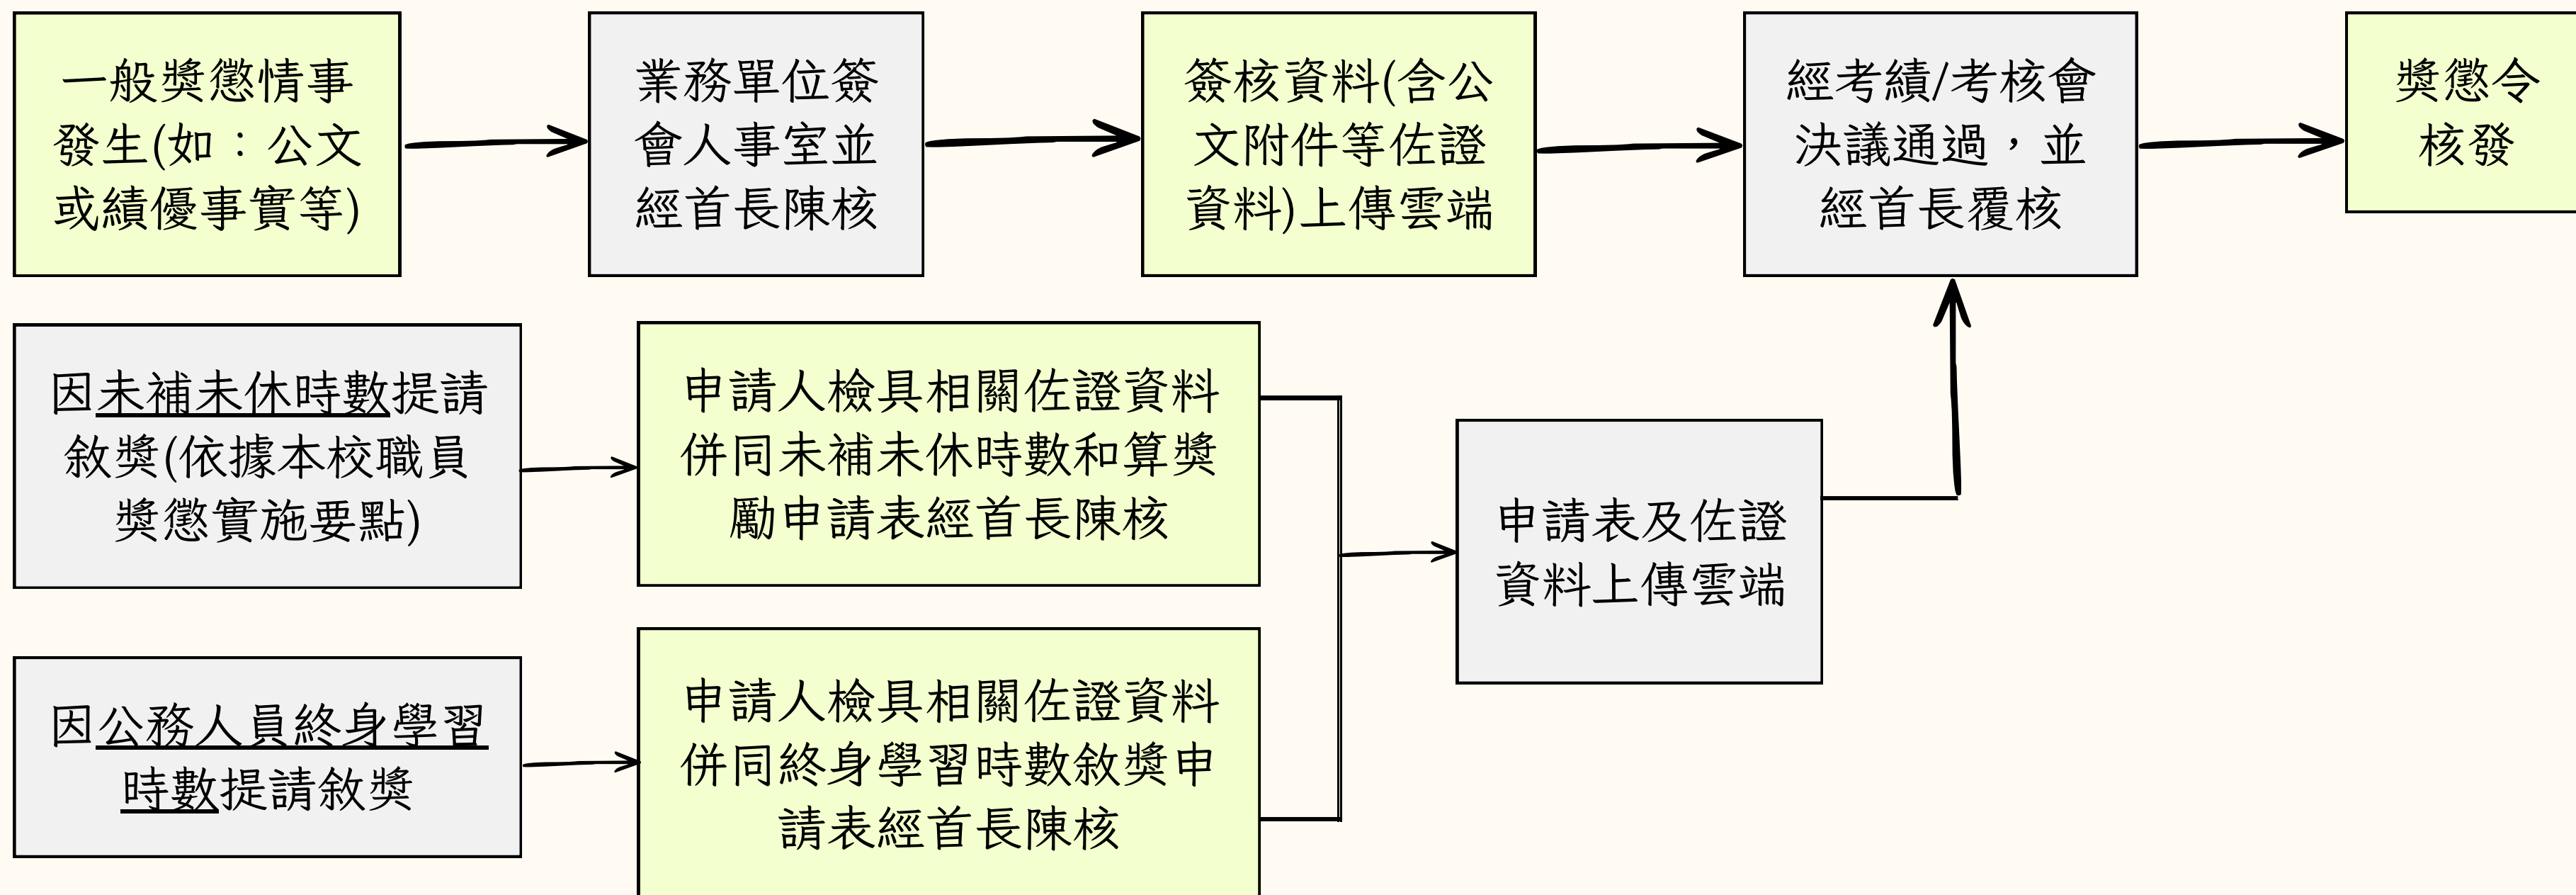 一般獎懲情事
發生(如：公文
或績優事實等)
業務單位簽
會人事室並
經首長陳核
簽核資料(含公
文附件等佐證
資料)上傳雲端
經考績/考核會
決議通過，並
經首長覆核
獎懲令
核發
因未補未休時數提請
敘獎(依據本校職員
獎懲實施要點)
申請人檢具相關佐證資料
併同未補未休時數和算獎
勵申請表經首長陳核
申請表及佐證
資料上傳雲端
因公務人員終身學習
時數提請敘獎
申請人檢具相關佐證資料
併同終身學習時數敘獎申
請表經首長陳核